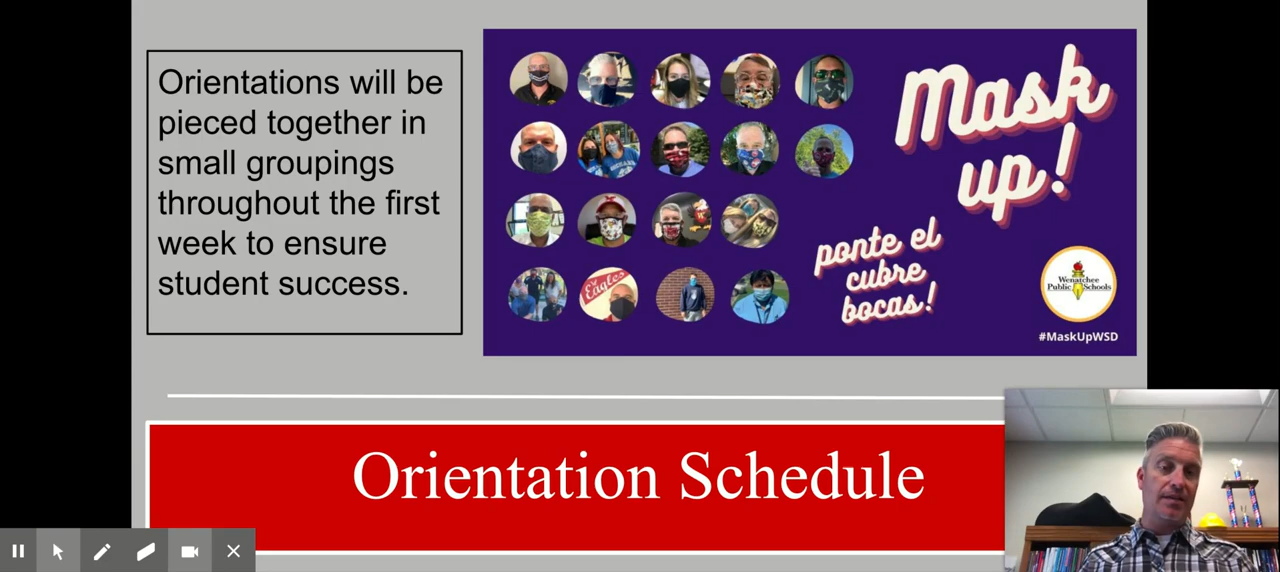 Orientations will be
pieced together in
small groupings
throughout the first
week to ensure
student success.
Mask
up!
ponte el
cubre
bocas!
Eagles
Wenatchee
Public Schools
#MaskUpWSD
Orientation Schedule